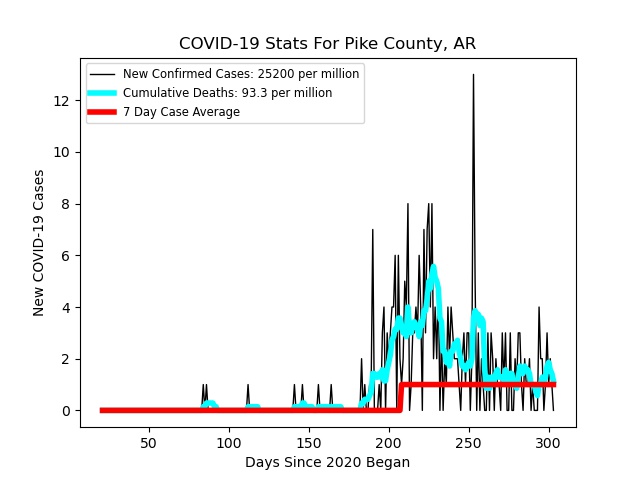 COVID-19 Stats For Pike County, AR
New Confirmed Cases: 25200 per million
Cumulative Deaths: 93.3 per million
7 Day Case Average
New COVID-19 Cases
12
10
8
6
4
2
0
50 100 150 200 250 300
Days Since 2020 Began